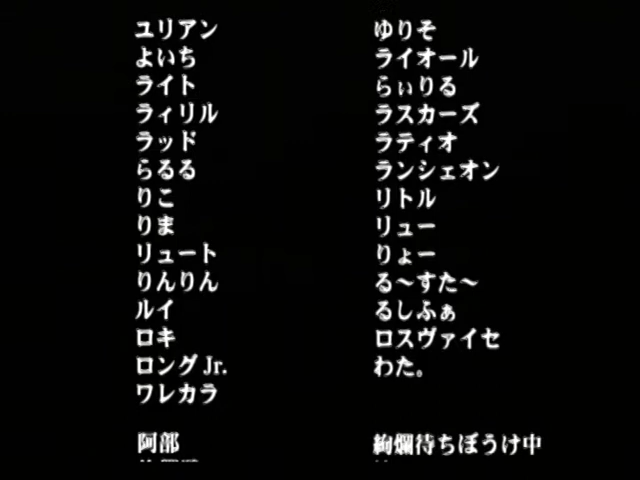 ユリアン ゆりそ
よいち ライオール
ライト らぃりる
ラィリル ラスカーズ
ラッド ラティオ
らるる ランシェオン
りこ リトル
りま リュー
リュート りょー
りんりん る～すた～
ルイ るしふぁ
ロキ ロスヴァイセ
ロングJr. わた。
ワレカラ
阿部 絢爛待ちぼうけ中